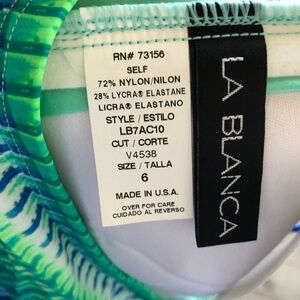 RN# 73156
SELF
72% NYLON/NILON
28% LYCRA® ELASTANE
LICRA® ELASTANO
STYLE / ESTILO
LB7AC10
CUT / CORTE
V4538
SIZE / TALLA
6
MADE IN U.S.A.
OVER FOR CARE
CUIDADO AL REVERSO
LA BLANCA